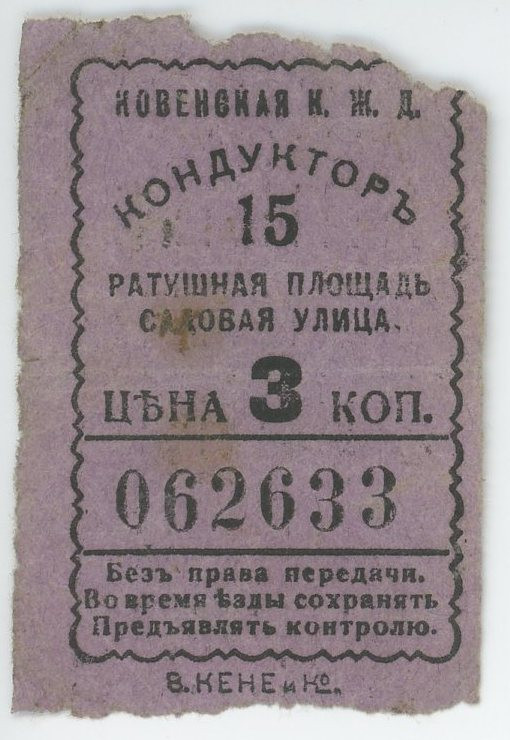 КОВЕНСКАЯ К. Ж. Д.
КОНДУКТОРЪ
15
РАТУШНАЯ ПЛОЩАДЬ
САДОВАЯ УЛИЦА.
ЦѢНА 3 КОП.
062633
Безъ права передачи.
Во время ѣзды сохранять
Предъявлять контролю.
В. КЕНЕ и Ко.